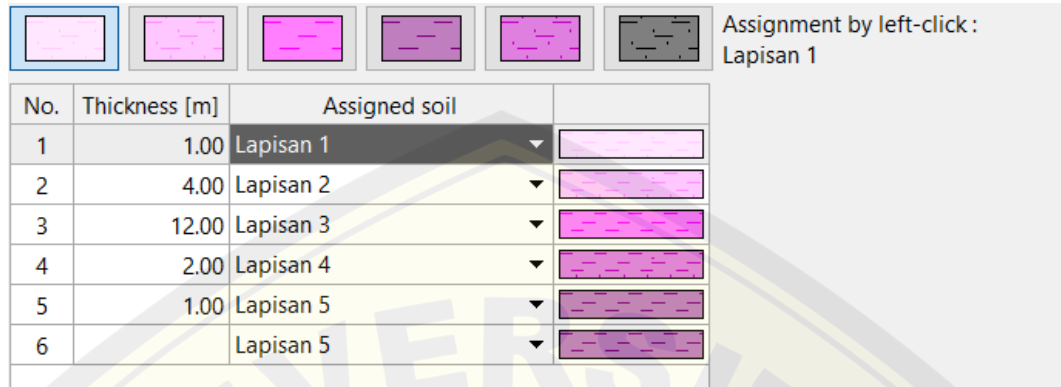 Assignment by left-click :
Lapisan 1
No. Thickness [m] Assigned soil
1 1.00 Lapisan 1
2 4.00 Lapisan 2
3 12.00 Lapisan 3
4 2.00 Lapisan 4
5 1.00 Lapisan 5
6 Lapisan 5
VERSI